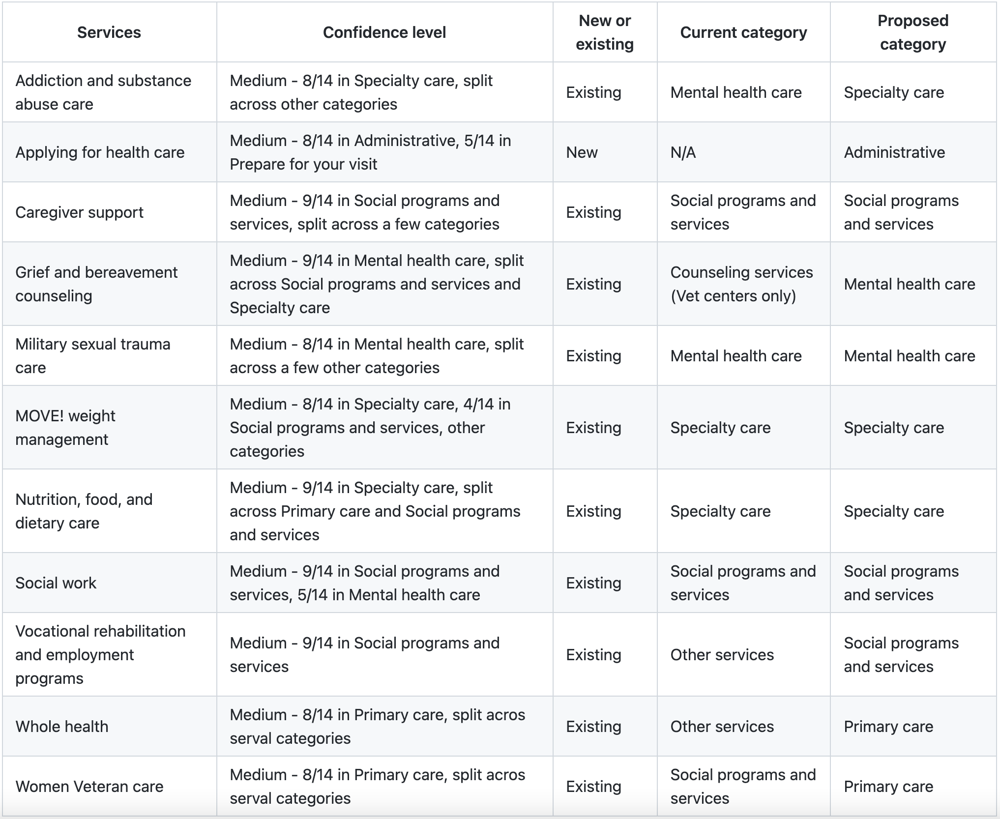 Services
Confidence level
New or
existing
Current category
Proposed
category
Addiction and substance
abuse care
Medium - 8/14 in Specialty care, split
across other categories
Existing
Mental health care
Specialty care
Applying for health care
Medium - 8/14 in Administrative, 5/14 in
Prepare for your visit
New
N/A
Administrative
Caregiver support
Medium - 9/14 in Social programs and
services, split across a few categories
Existing
Social programs and
services
Social programs
and services
Grief and bereavement
counseling
Medium - 9/14 in Mental health care, split
across Social programs and services and
Specialty care
Existing
Counseling services
(Vet centers only)
Mental health care
Military sexual trauma
care
Medium - 8/14 in Mental health care, split
across a few other categories
Existing
Mental health care
Mental health care
MOVE! weight
management
Medium - 8/14 in Specialty care, 4/14 in
Social programs and services, other
categories
Existing
Specialty care
Specialty care
Nutrition, food, and
dietary care
Medium - 9/14 in Specialty care, split
across Primary care and Social programs
and services
Existing
Specialty care
Specialty care
Social work
Medium - 9/14 in Social programs and
services, 5/14 in Mental health care
Existing
Social programs and
services
Social programs
and services
Vocational rehabilitation
and employment
programs
Medium - 9/14 in Social programs and
services
Existing
Other services
Social programs
and services
Whole health
Medium - 8/14 in Primary care, split acros
serval categories
Existing
Other services
Primary care
Women Veteran care
Medium - 8/14 in Primary care, split acros
serval categories
Existing
Social programs and
services
Primary care